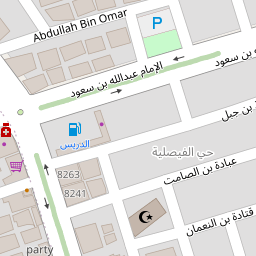 Abdullah Bin Omar
P
الإمام عبدالله بن سعود
بن سعود
بن جبل
الدريس
حي الفيصلية
عبادة بن الصامت
8263
8241
قتادة بن النعمان
party